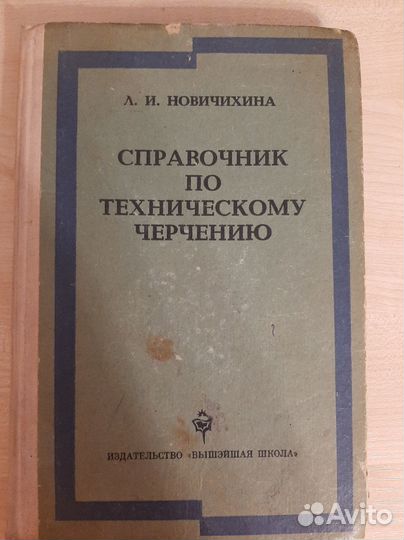 Л. И. НОВИЧИХИНА
СПРАВОЧНИК
ПО
ТЕХНИЧЕСКОМУ
ЧЕРЧЕНИЮ
ИЗДАТЕЛЬСТВО «ВЫШЭЙШАЯ ШКОЛА»
Avito